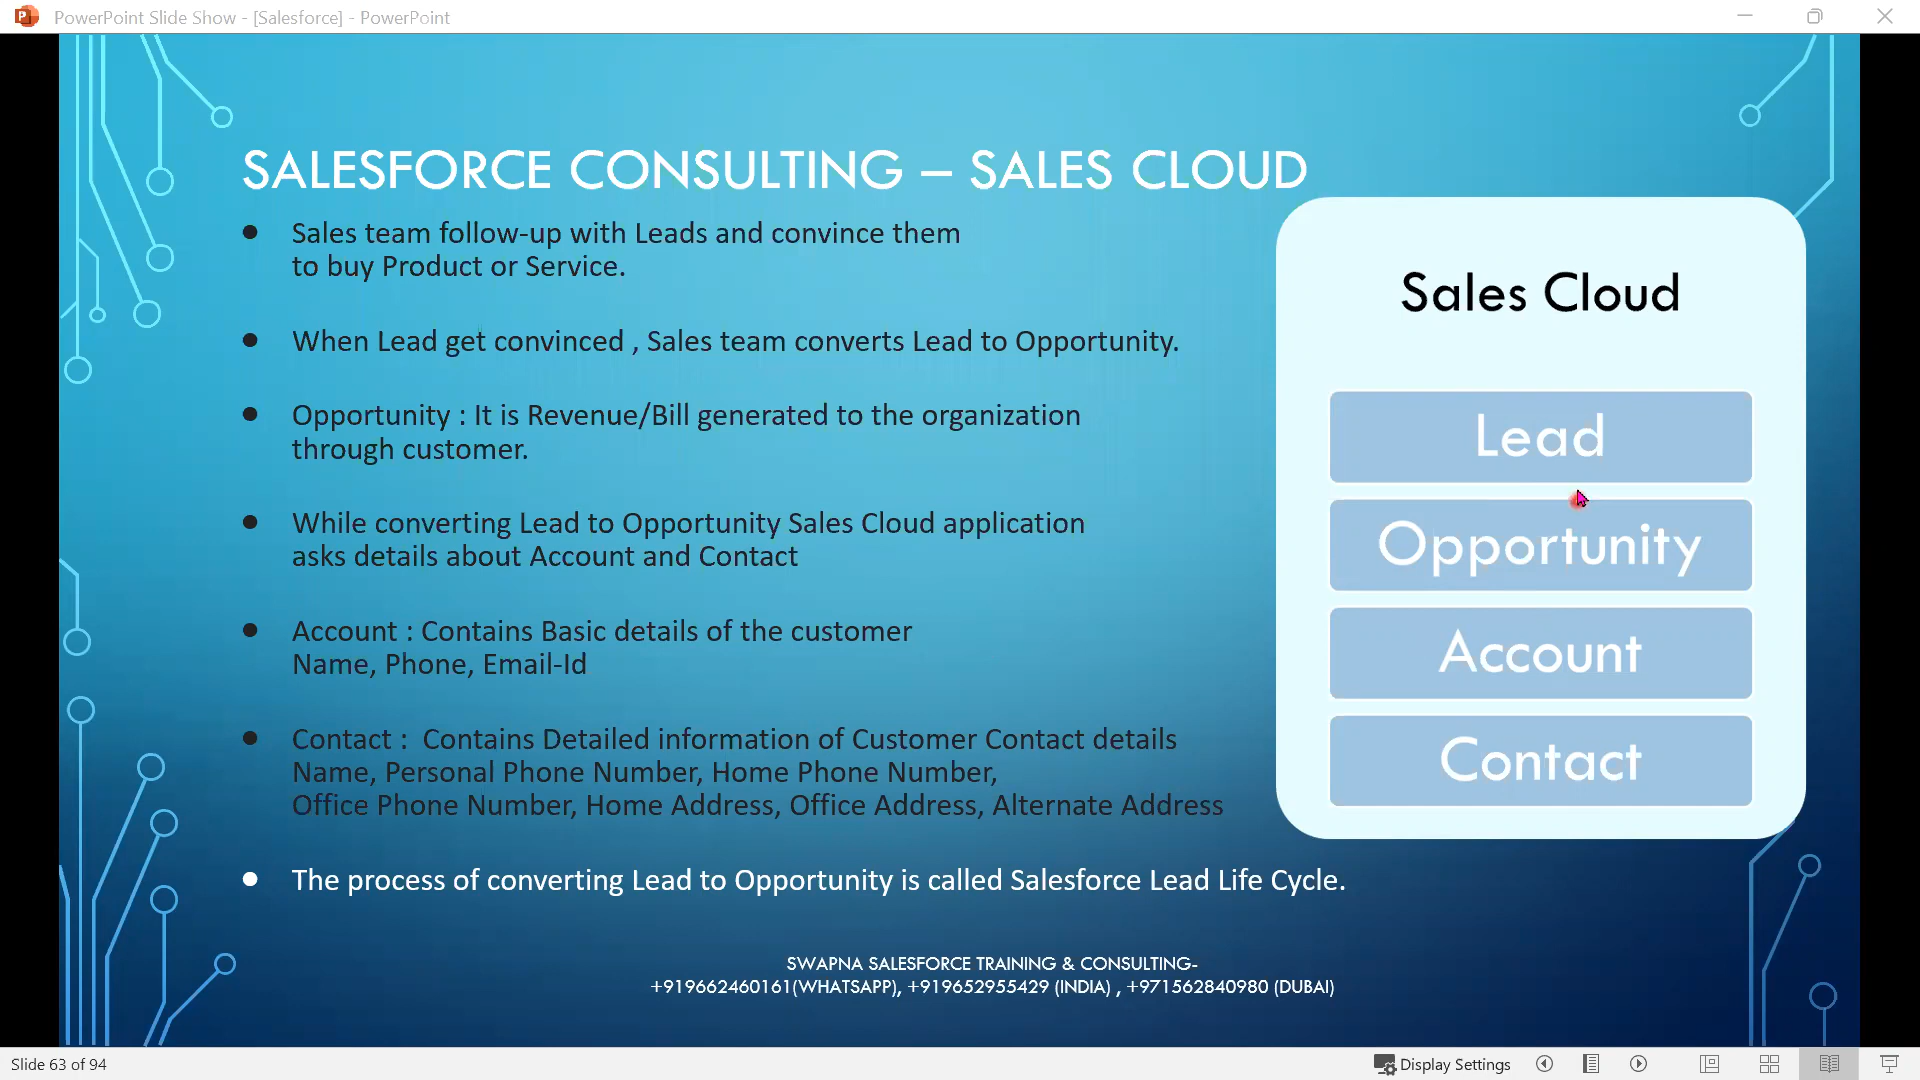 PowerPoint Slide Show - [Salesforce] - PowerPoint
SALESFORCE CONSULTING – SALES CLOUD
Sales team follow-up with Leads and convince them
to buy Product or Service.
When Lead get convinced , Sales team converts Lead to Opportunity.
Opportunity : It is Revenue/Bill generated to the organization
through customer.
While converting Lead to Opportunity Sales Cloud application
asks details about Account and Contact
Account : Contains Basic details of the customer
Name, Phone, Email-Id
Contact :  Contains Detailed information of Customer Contact details
Name, Personal Phone Number, Home Phone Number,
Office Phone Number, Home Address, Office Address, Alternate Address
The process of converting Lead to Opportunity is called Salesforce Lead Life Cycle.
Sales Cloud
Lead
Opportunity
Account
Contact
SWAPNA SALESFORCE TRAINING & CONSULTING-
+919662460161(WHATSAPP), +919652955429 (INDIA) , +971562840980 (DUBAI)
Slide 63 of 94
Display Settings